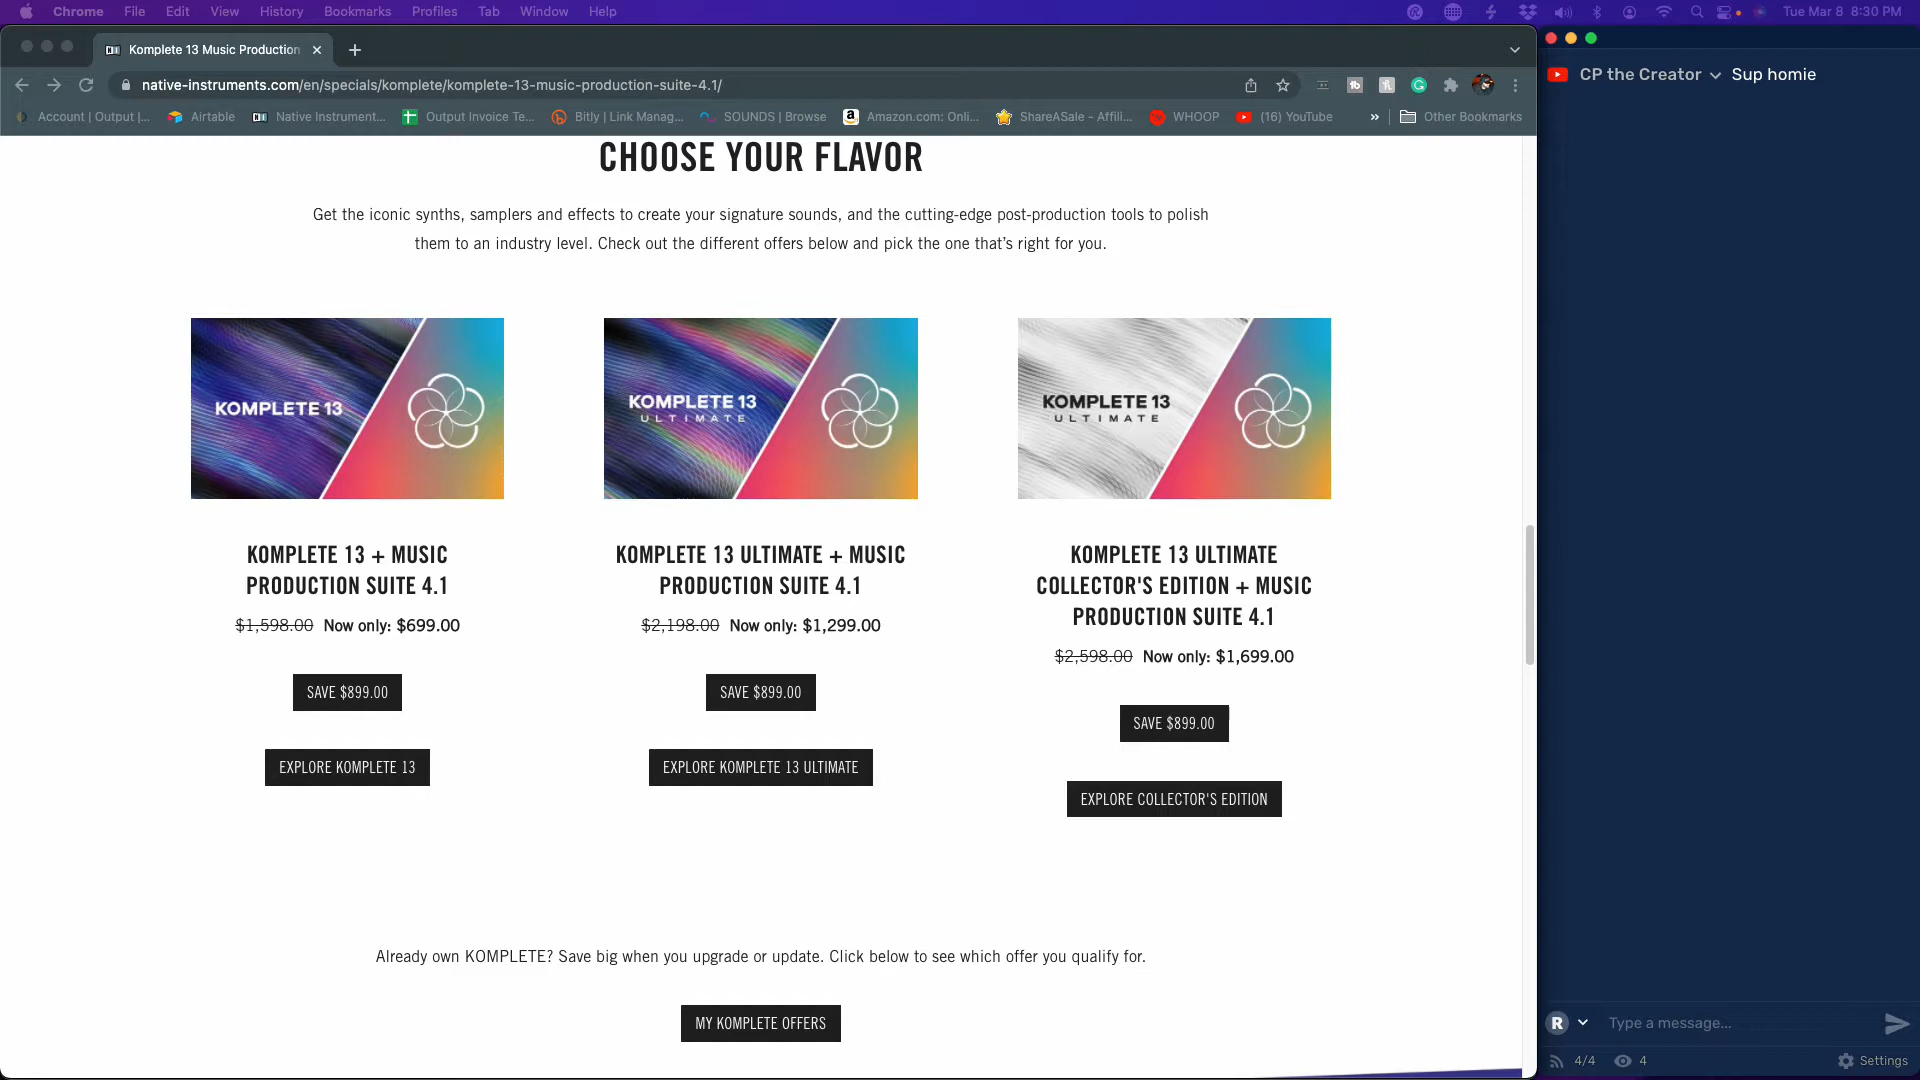 Chrome File Edit View History Bookmarks Profiles Tab Window Help Tue Mar 8 8:30 PM
Komplete 13 Music Production
native-instruments.com/en/specials/komplete/komplete-13-music-production-suite-4.1/
Account | Output |... Airtable Native Instrument... Output Invoice Te... Bitly | Link Manag... SOUNDS | Browse Amazon.com: Onli... ShareASale - Affili... WHOOP (16) YouTube » Other Bookmarks
CP the Creator Sup homie
CHOOSE YOUR FLAVOR
Get the iconic synths, samplers and effects to create your signature sounds, and the cutting-edge post-production tools to polish
them to an industry level. Check out the different offers below and pick the one that's right for you.
KOMPLETE 13
KOMPLETE 13
ULTIMATE
KOMPLETE 13
ULTIMATE
KOMPLETE 13 + MUSIC
PRODUCTION SUITE 4.1
$1,598.00 Now only: $699.00
SAVE $899.00
EXPLORE KOMPLETE 13
KOMPLETE 13 ULTIMATE + MUSIC
PRODUCTION SUITE 4.1
$2,198.00 Now only: $1,299.00
SAVE $899.00
EXPLORE KOMPLETE 13 ULTIMATE
KOMPLETE 13 ULTIMATE
COLLECTOR'S EDITION + MUSIC
PRODUCTION SUITE 4.1
$2,598.00 Now only: $1,699.00
SAVE $899.00
EXPLORE COLLECTOR'S EDITION
Already own KOMPLETE? Save big when you upgrade or update. Click below to see which offer you qualify for.
MY KOMPLETE OFFERS
R Type a message...
4/4 4 Settings